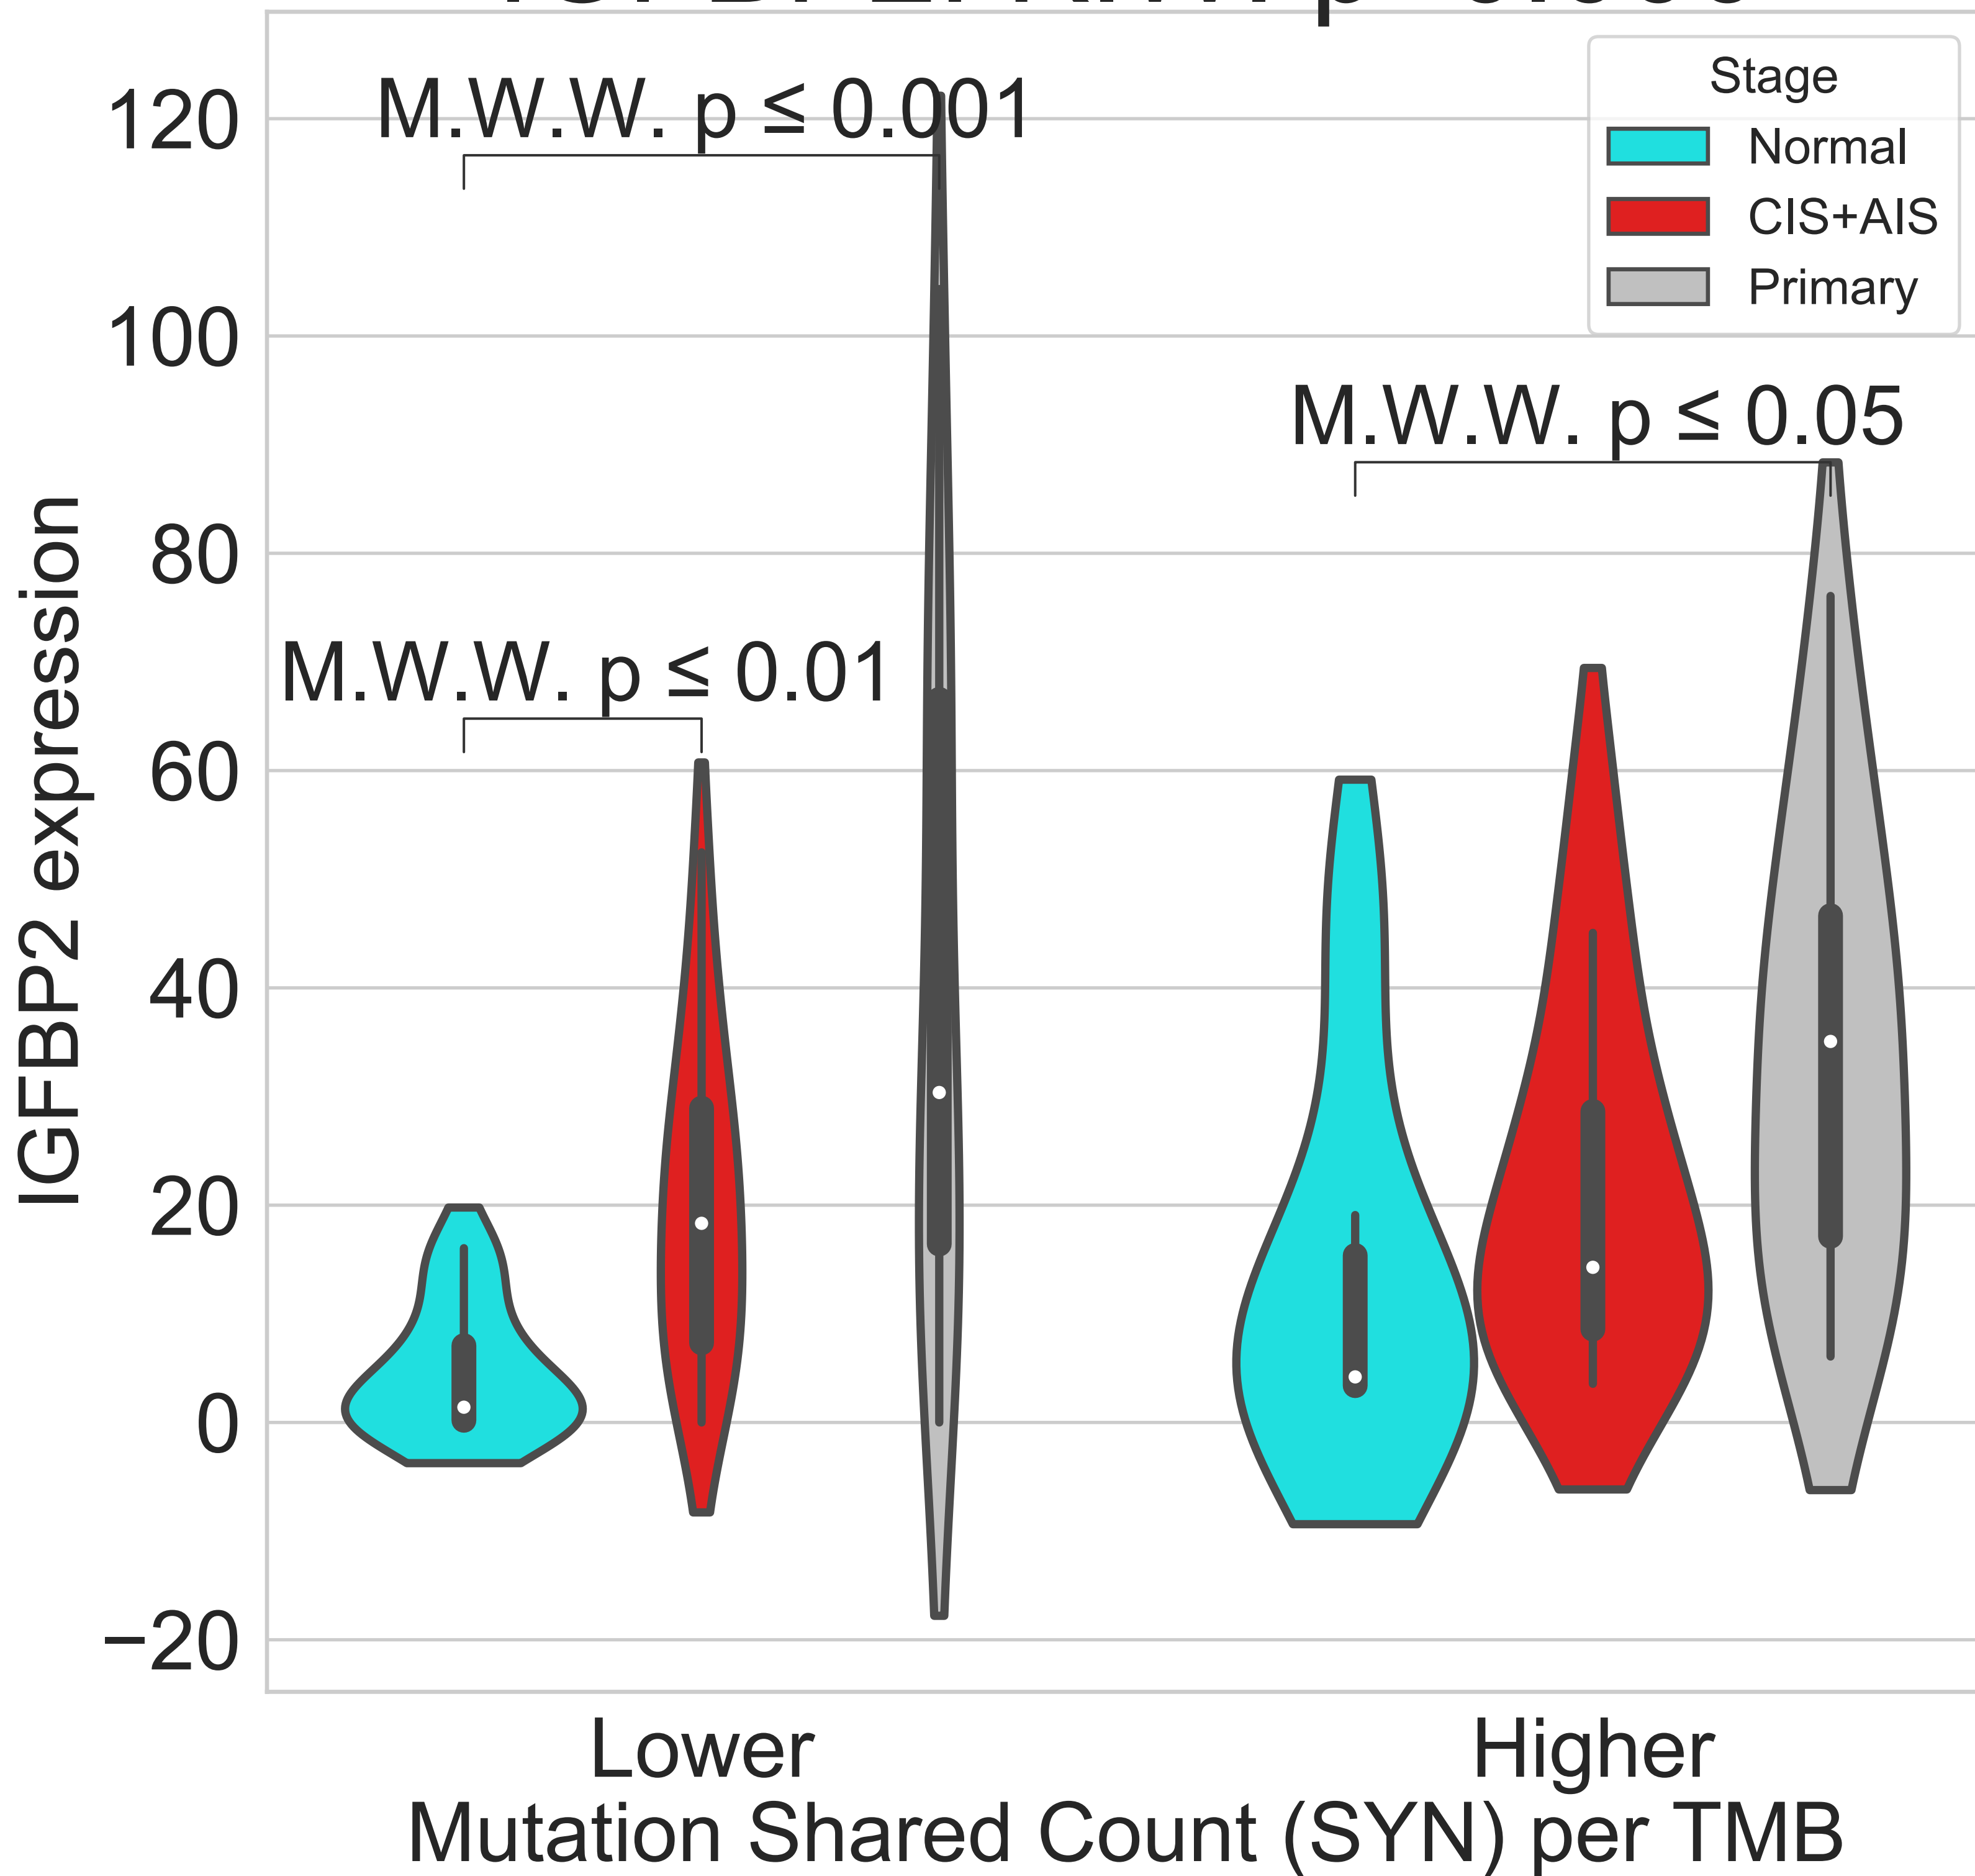 M.W.W. p ≤ 0.001
Stage
Normal
CIS+AIS
Primary
M.W.W. p ≤ 0.05
M.W.W. p ≤ 0.01
IGFBP2 expression
120
100
80
60
40
20
0
−20
Lower
Higher
Mutation Shared Count (SYN) per TMB